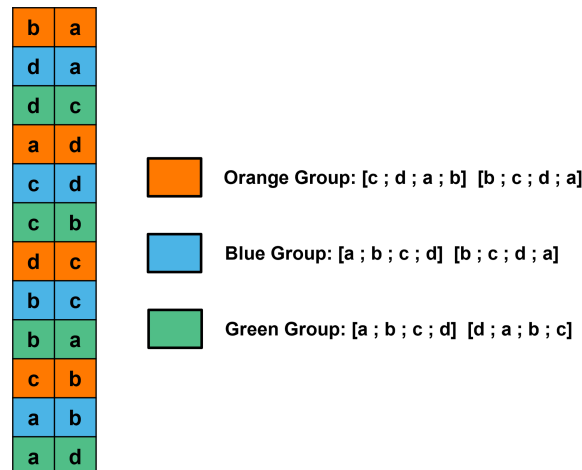 b a
d a
d c
a d
c d
c b
d c
b c
b a
c b
a b
a d
Orange Group: [c ; d ; a ; b] [b ; c ; d ; a]
Blue Group: [a ; b ; c ; d] [b ; c ; d ; a]
Green Group: [a ; b ; c ; d] [d ; a ; b ; c]